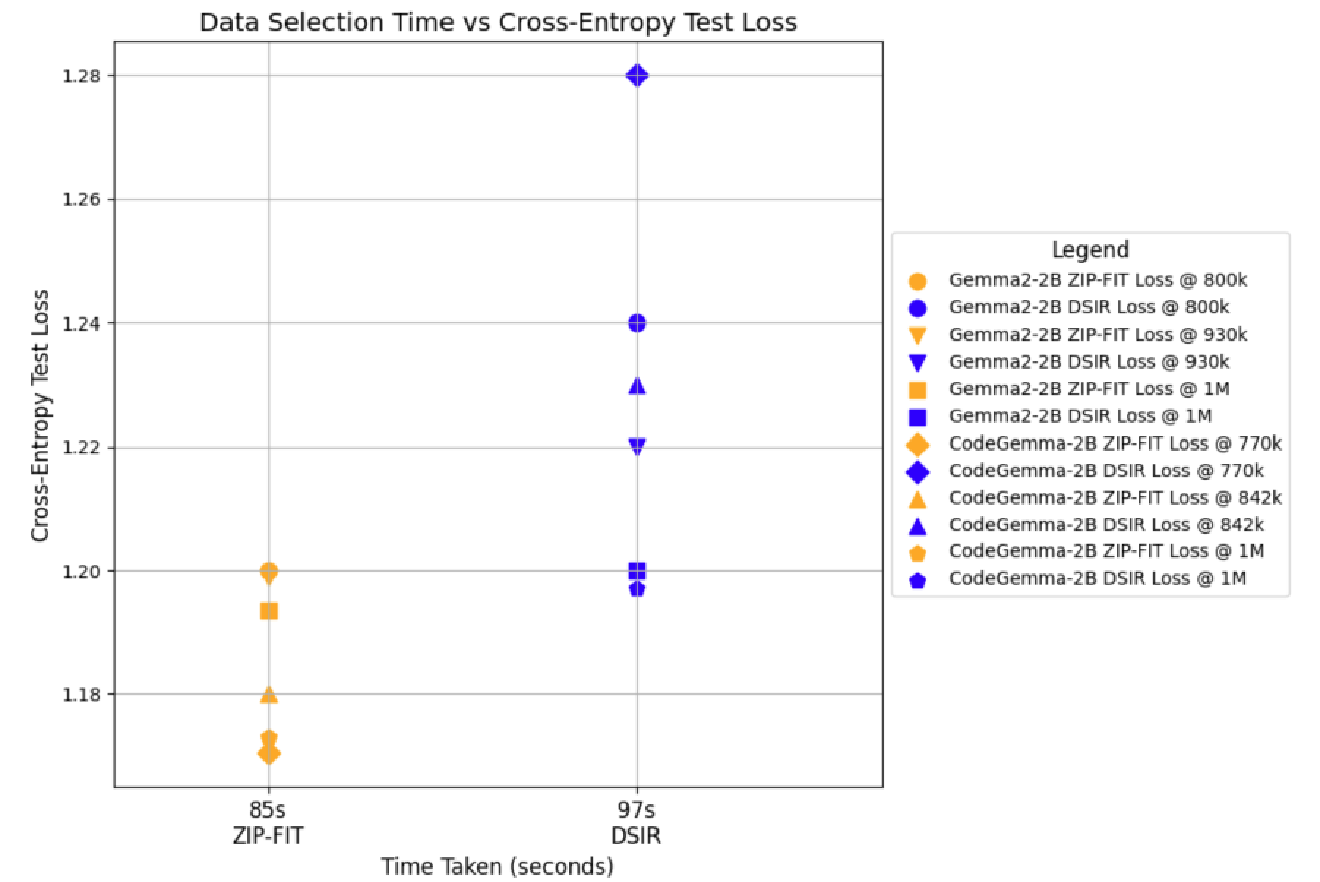 Data Selection Time vs Cross-Entropy Test Loss
1.28
1.26
1.24
1.22
1.20
1.18
Cross-Entropy Test Loss
85s
ZIP-FIT
97s
DSIR
Time Taken (seconds)
Legend
Gemma2-2B ZIP-FIT Loss @ 800k
Gemma2-2B DSIR Loss @ 800k
Gemma2-2B ZIP-FIT Loss @ 930k
Gemma2-2B DSIR Loss @ 930k
Gemma2-2B ZIP-FIT Loss @ 1M
Gemma2-2B DSIR Loss @ 1M
CodeGemma-2B ZIP-FIT Loss @ 770k
CodeGemma-2B DSIR Loss @ 770k
CodeGemma-2B ZIP-FIT Loss @ 842k
CodeGemma-2B DSIR Loss @ 842k
CodeGemma-2B ZIP-FIT Loss @ 1M
CodeGemma-2B DSIR Loss @ 1M